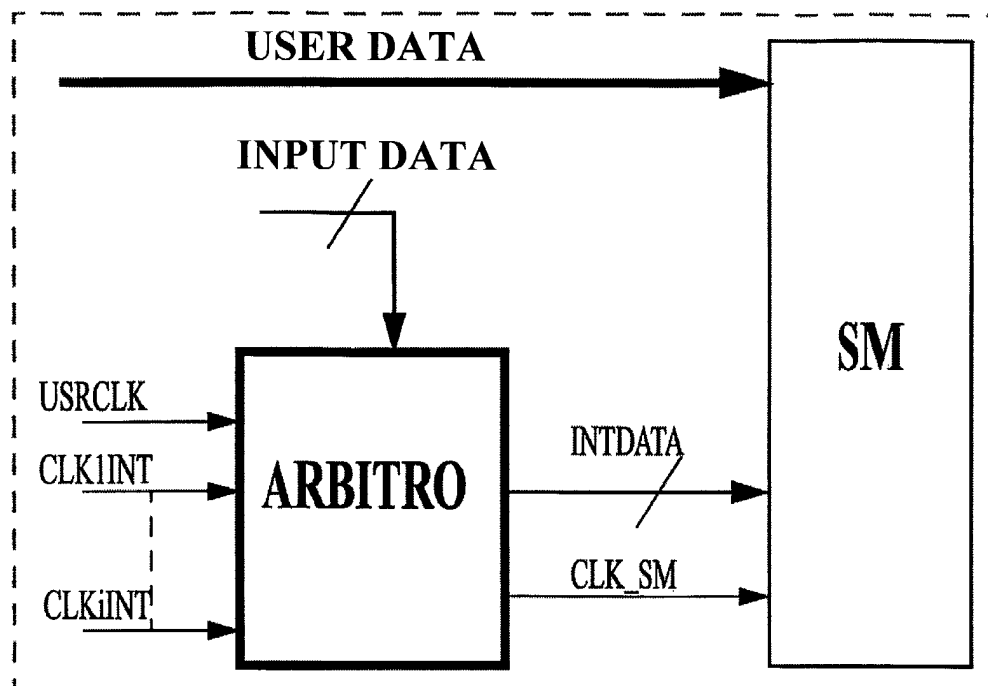 USER DATA
INPUT DATA
SM
USRCLK
CLK1INT
ARBITRO
INTDATA
CLKiINT
CLK_SM